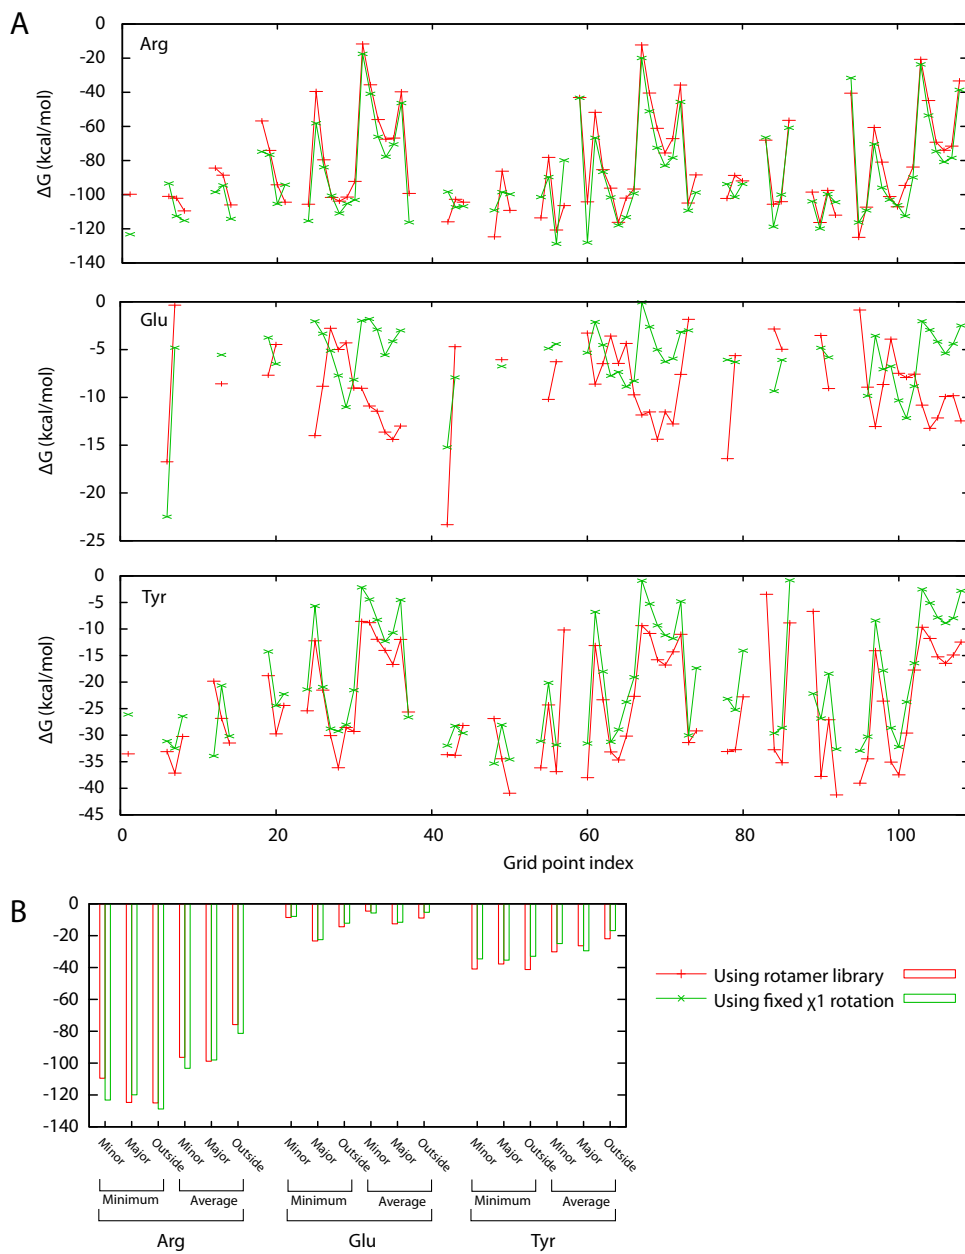 A
Arg
ΔG (kcal/mol)
0
-20
-40
-60
-80
-100
-120
-140
Glu
ΔG (kcal/mol)
0
-5
-10
-15
-20
-25
Tyr
ΔG (kcal/mol)
0
-5
-10
-15
-20
-25
-30
-35
-40
-45
0 20 40 60 80 100
Grid point index
B
0
-20
-40
-60
-80
-100
-120
-140
Using rotamer library
Using fixed χ1 rotation
Minor Major Outside Minor Major Outside Minor Major Outside Minor Major Outside Minor Major Outside Minor Major Outside
Minimum Average Minimum Average Minimum Average
Arg Glu Tyr